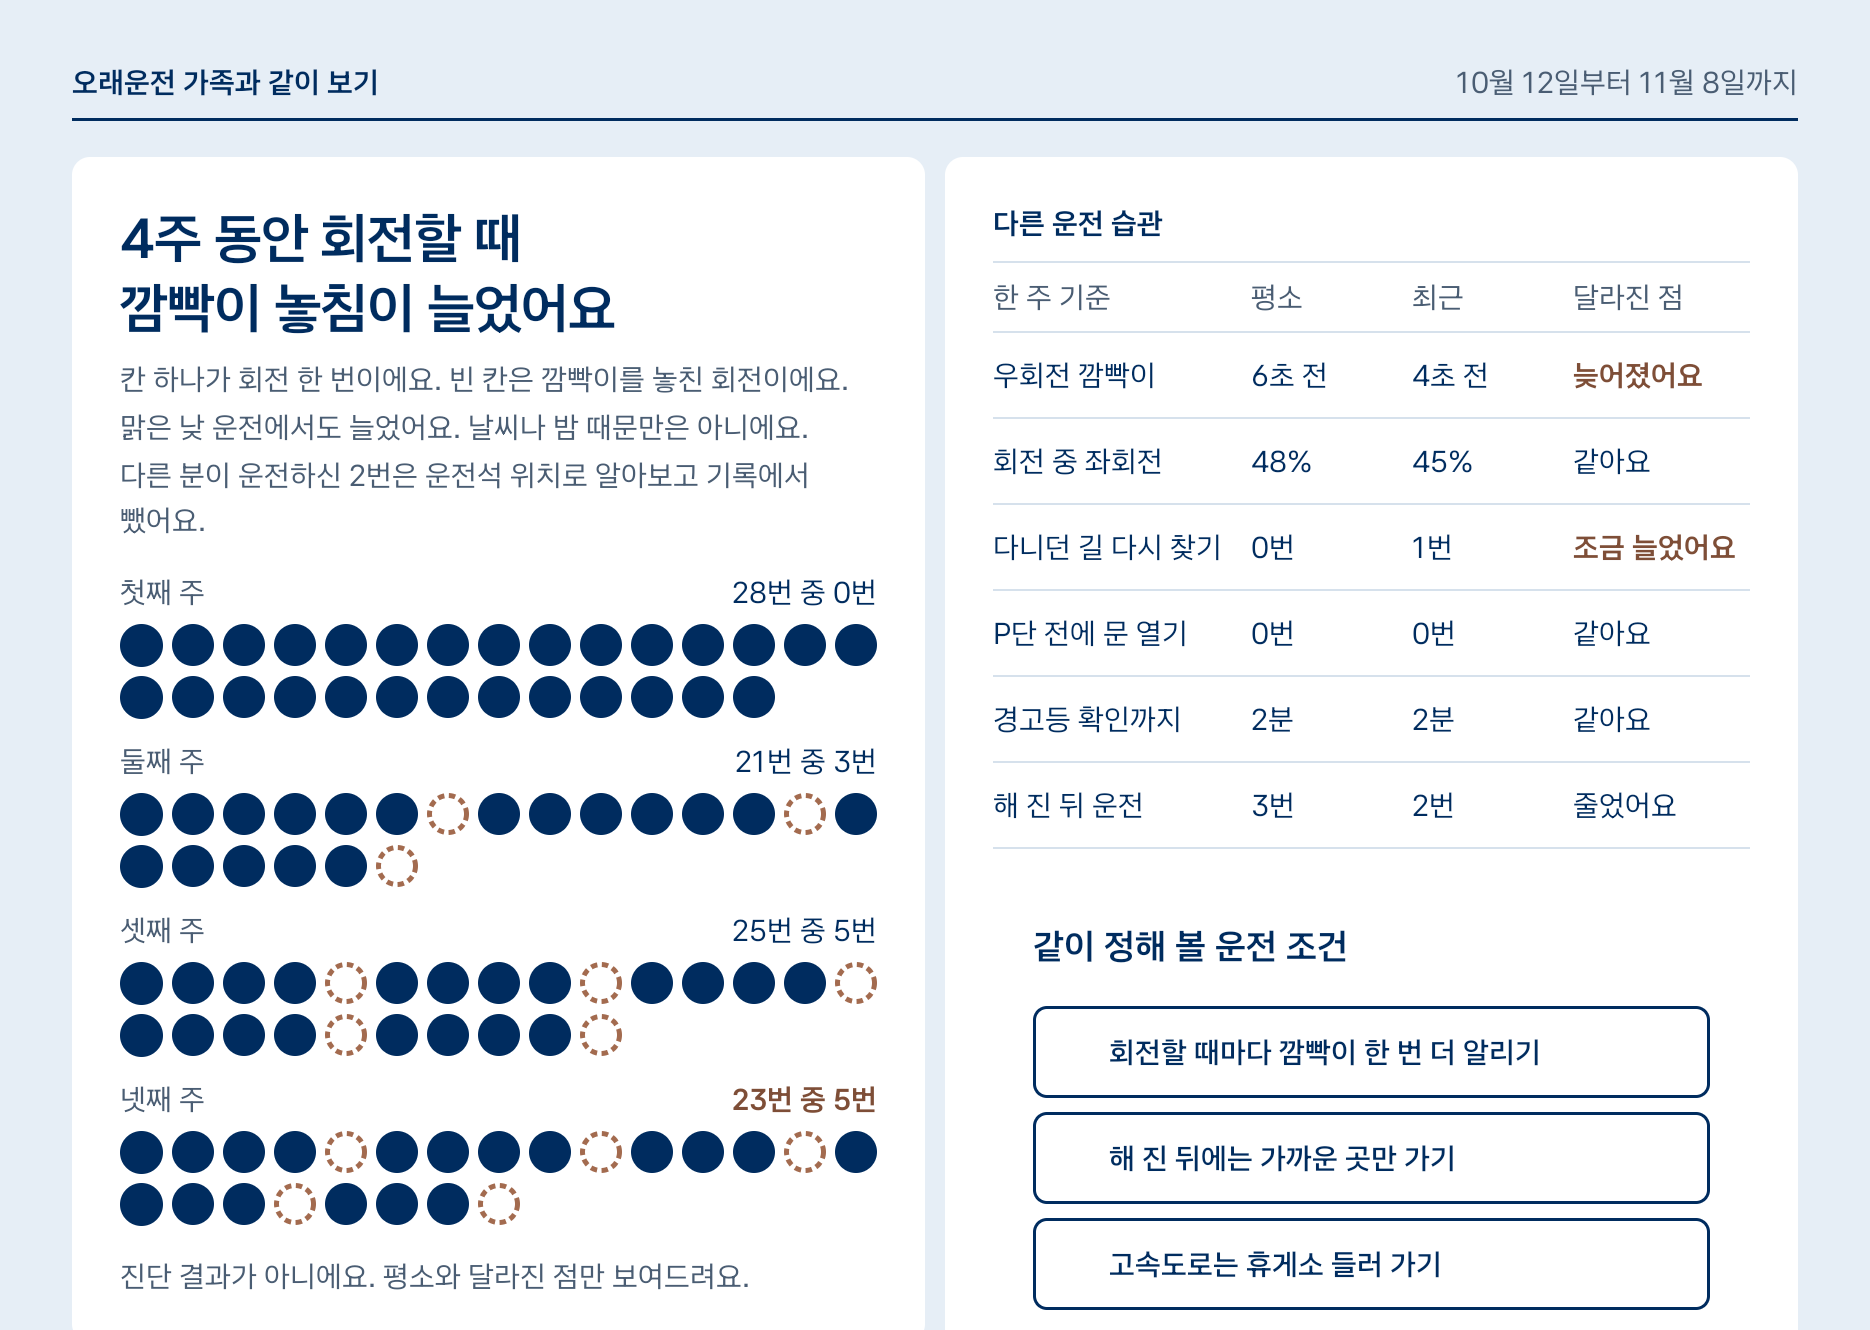 오래운전 가족과 같이 보기
10월 12일부터 11월 8일까지
4주 동안 회전할 때
깜빡이 놓침이 늘었어요
칸 하나가 회전 한 번이에요. 빈 칸은 깜빡이를 놓친 회전이에요.
맑은 낮 운전에서도 늘었어요. 날씨나 밤 때문만은 아니에요.
다른 분이 운전하신 2번은 운전석 위치로 알아보고 기록에서
뺐어요.
첫째 주
28번 중 0번
둘째 주
21번 중 3번
셋째 주
25번 중 5번
넷째 주
23번 중 5번
진단 결과가 아니에요. 평소와 달라진 점만 보여드려요.
다른 운전 습관
한 주 기준 평소 최근 달라진 점
우회전 깜빡이 6초 전 4초 전 늦어졌어요
회전 중 좌회전 48% 45% 같아요
다니던 길 다시 찾기 0번 1번 조금 늘었어요
P단 전에 문 열기 0번 0번 같아요
경고등 확인까지 2분 2분 같아요
해 진 뒤 운전 3번 2번 줄었어요
같이 정해 볼 운전 조건
회전할 때마다 깜빡이 한 번 더 알리기
해 진 뒤에는 가까운 곳만 가기
고속도로는 휴게소 들러 가기